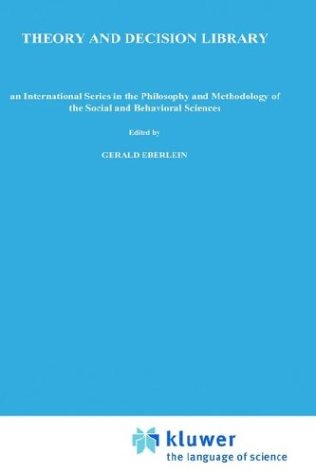 THEORY AND DECISION LIBRARY
an International Series in the Philosophy and Methodology of
the Social and Behavioral Sciences
Edited by
GERALD EBERLEIN
kluwer
the language of science